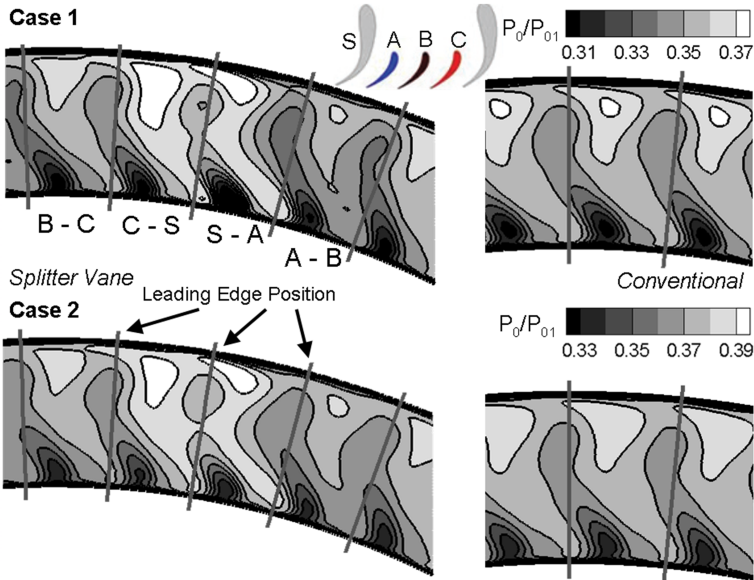 Case 1
S A B C
P0/P01
0.31 0.33 0.35 0.37
B - C C - S S - A A - B
Splitter Vane
Conventional
Case 2
Leading Edge Position
P0/P01
0.33 0.35 0.37 0.39